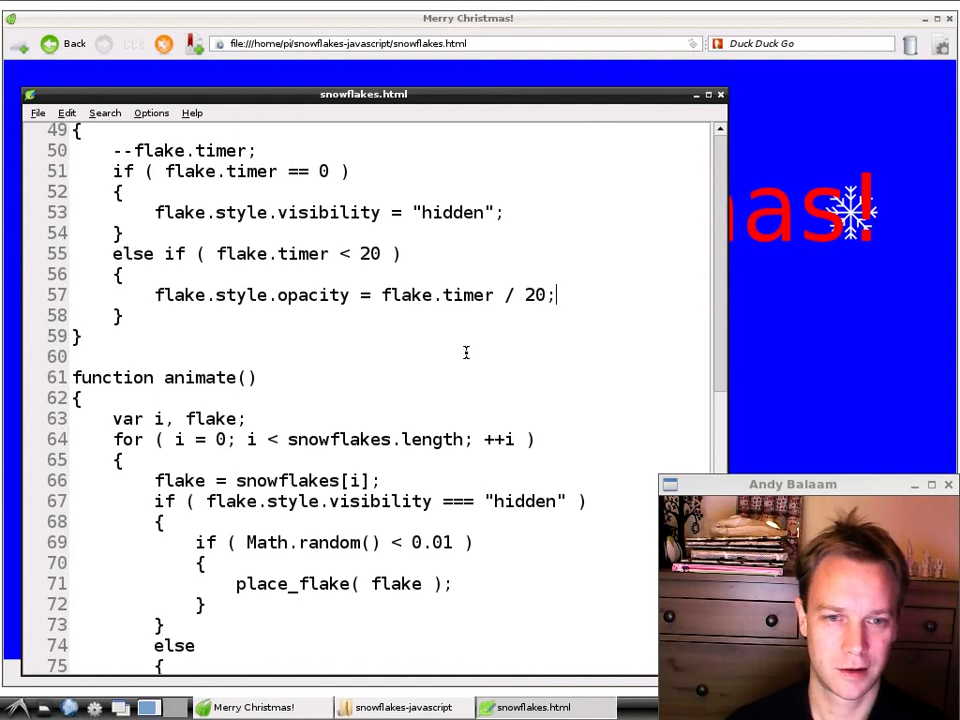 Merry Christmas!
Back
file:///home/pi/snowflakes-javascript/snowflakes.html
Duck Duck Go
mas!
snowflakes.html
File Edit Search Options Help
49 {
50     --flake.timer;
51     if ( flake.timer == 0 )
52     {
53         flake.style.visibility = "hidden";
54     }
55     else if ( flake.timer < 20 )
56     {
57         flake.style.opacity = flake.timer / 20;
58     }
59 }
60
61 function animate()
62 {
63     var i, flake;
64     for ( i = 0; i < snowflakes.length; ++i )
65     {
66         flake = snowflakes[i];
67         if ( flake.style.visibility === "hidden" )
68         {
69             if ( Math.random() < 0.01 )
70             {
71                 place_flake( flake );
72             }
73         }
74         else
75         {
Andy Balaam
Merry Christmas!
snowflakes-javascript
snowflakes.html